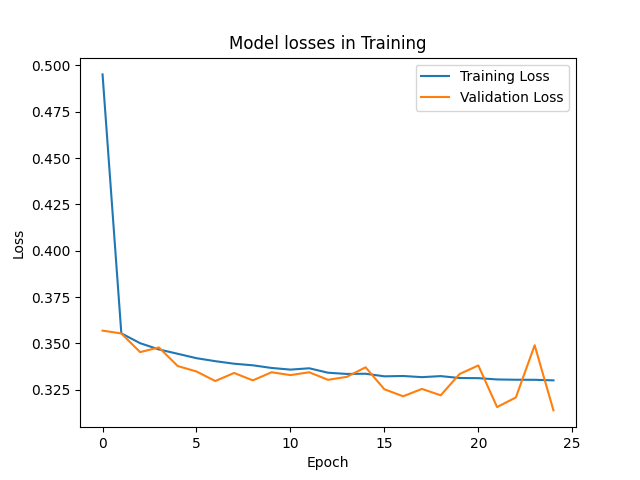 Model losses in Training
Training Loss
Validation Loss
0.500
0.475
0.450
0.425
0.400
0.375
0.350
0.325
Loss
0 5 10 15 20 25
Epoch